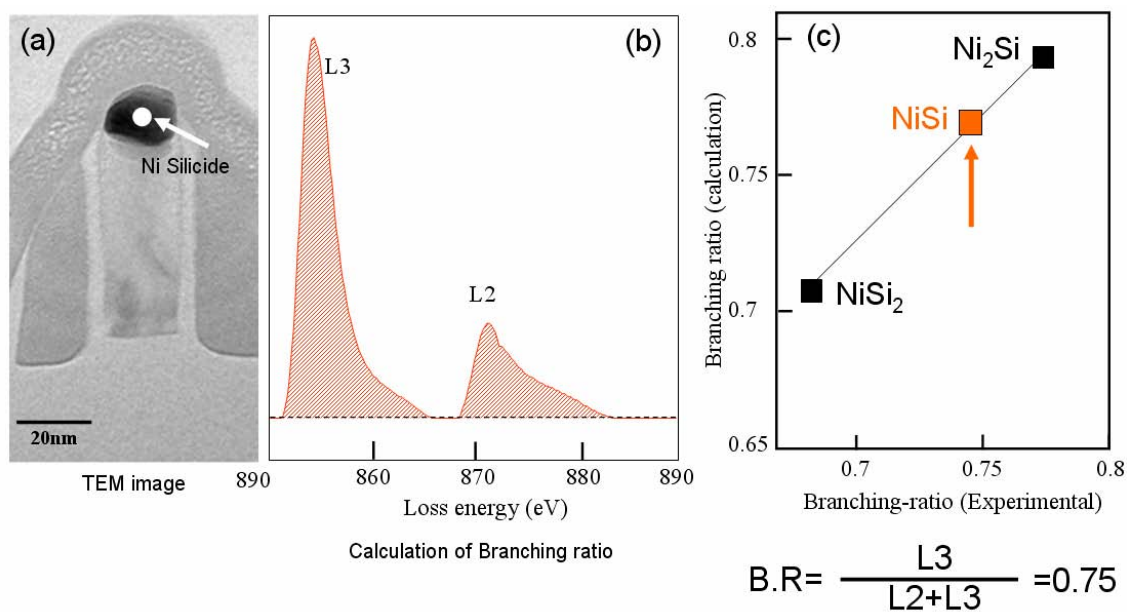 (a)
Ni Silicide
20nm
TEM image
890
(b)
L3
L2
860
870
880
890
Loss energy (eV)
Calculation of Branching ratio
(c)
0.8
0.75
0.7
0.65
Branching ratio (calculation)
Ni₂Si
NiSi
NiSi₂
0.7
0.75
0.8
Branching-ratio (Experimental)
B.R= L3 =0.75
L2+L3